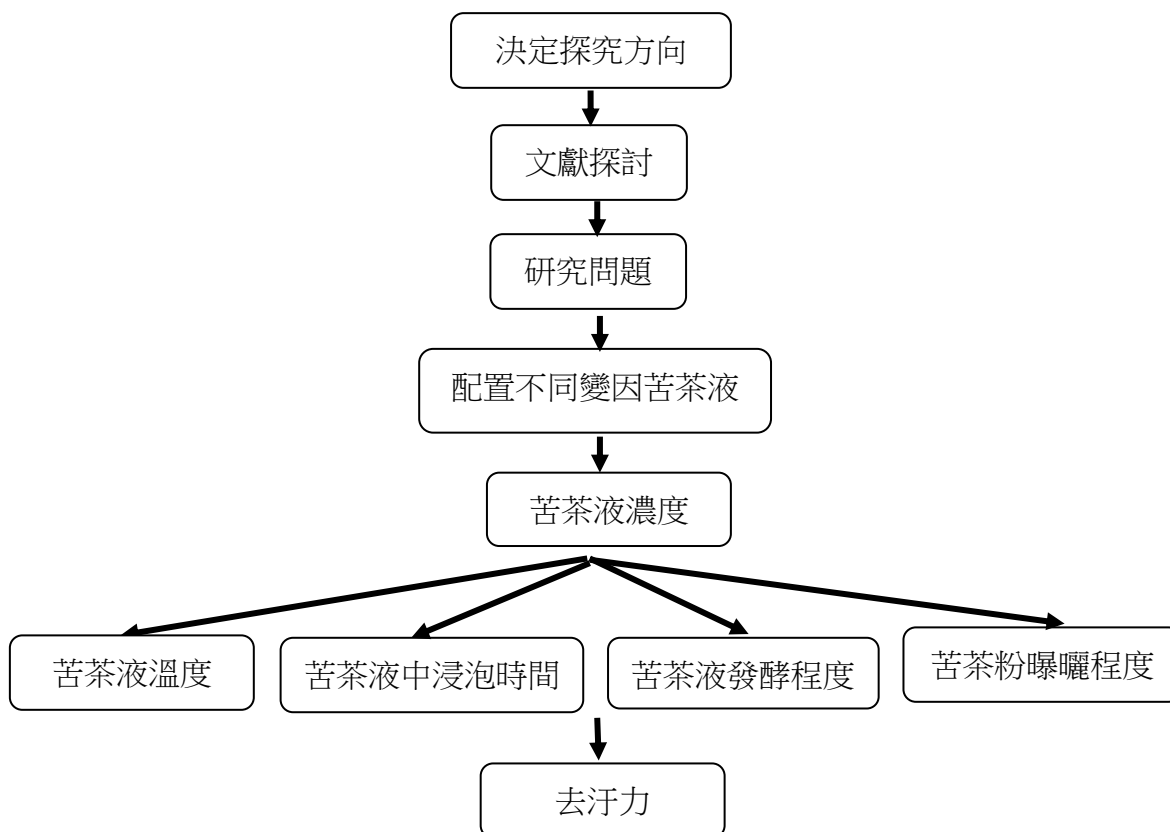 決定探究方向
文獻探討
研究問題
配置不同變因苦茶液
苦茶液濃度
苦茶液溫度
苦茶液中浸泡時間
苦茶液發酵程度
苦茶粉曝曬程度
去汙力